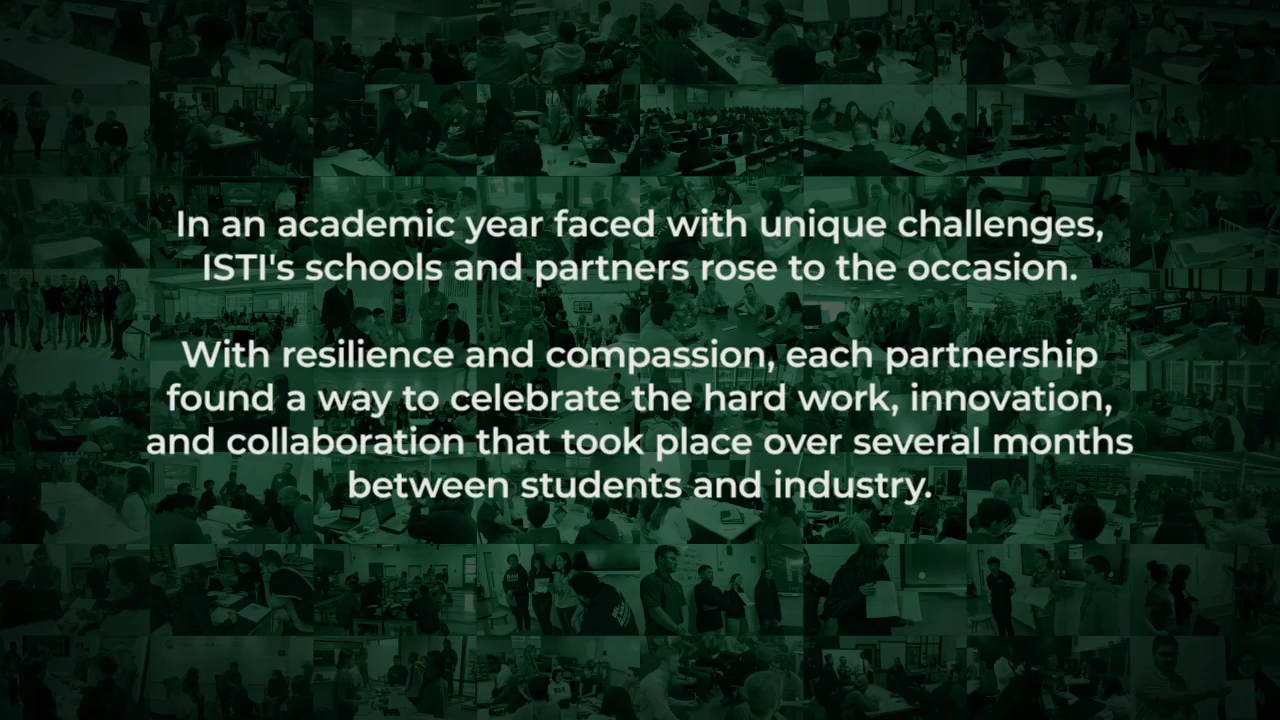 In an academic year faced with unique challenges,
ISTI's schools and partners rose to the occasion.
With resilience and compassion, each partnership
found a way to celebrate the hard work, innovation,
and collaboration that took place over several months
between students and industry.